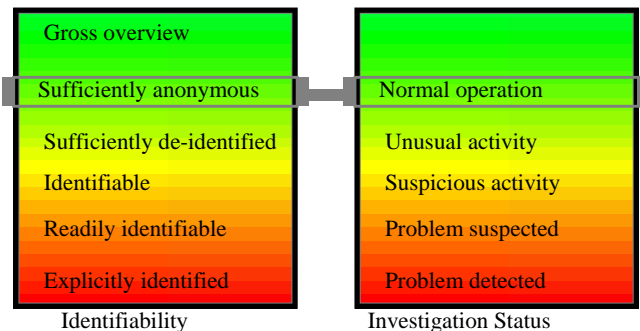 Gross overview
Sufficiently anonymous
Normal operation
Sufficiently de-identified
Unusual activity
Identifiable
Suspicious activity
Readily identifiable
Problem suspected
Explicitly identified
Problem detected
Identifiability
Investigation Status